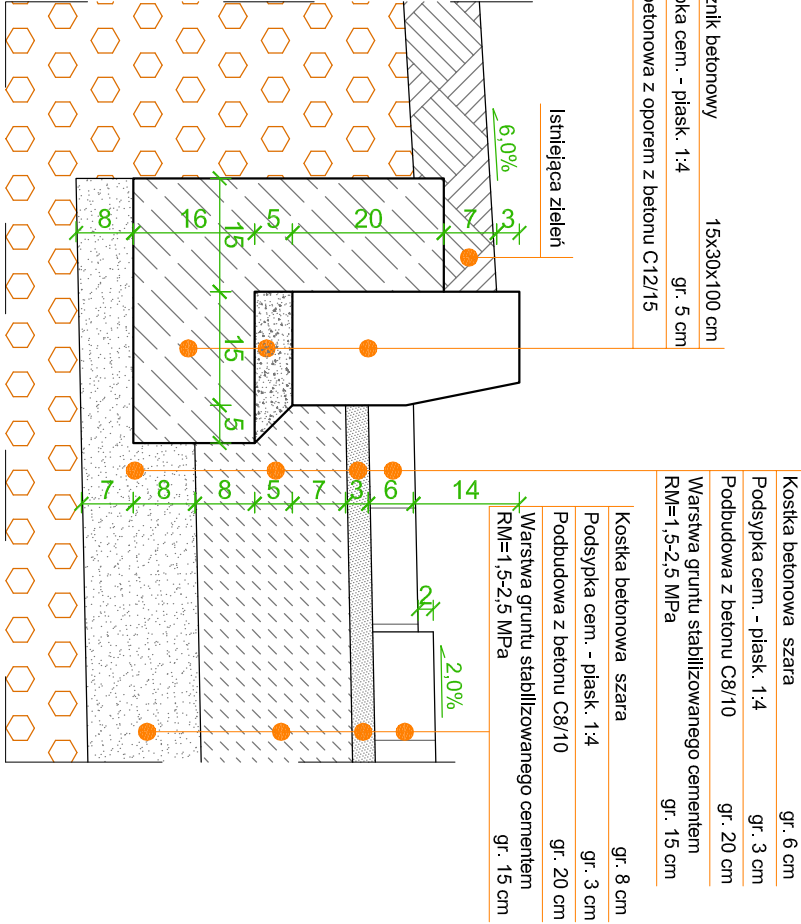 znik betonowy 15x30x100 cm
pka cem. - piask. 1:4 gr. 5 cm
betonowa z oporem z betonu C12/15
Istniejąca zieleń
6,0%
Kostka betonowa szara gr. 6 cm
Podsypka cem. - piask. 1:4 gr. 3 cm
Podbudowa z betonu C8/10 gr. 20 cm
Warstwa gruntu stabilizowanego cementem
RM=1,5-2,5 MPa gr. 15 cm
Kostka betonowa szara gr. 8 cm
Podsypka cem. - piask. 1:4 gr. 3 cm
Podbudowa z betonu C8/10 gr. 20 cm
Warstwa gruntu stabilizowanego cementem
RM=1,5-2,5 MPa gr. 15 cm
2,0%
2
3
7
20
5
16
8
15 15 5
14
6
3
7
5
8
8
7